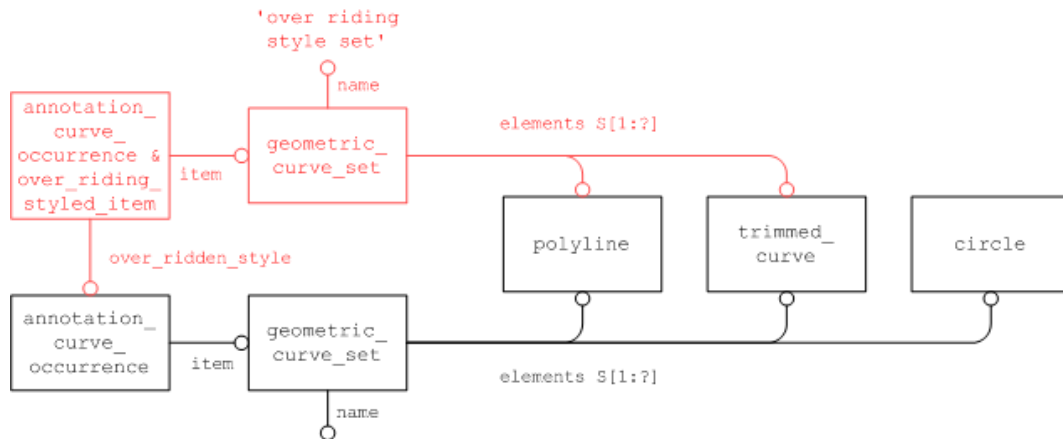 'over riding
style set'
name
annotation_
curve_
occurrence &
over_riding_
styled_item
item
geometric_
curve_set
elements S[1:?]
polyline
trimmed_
curve
circle
over_ridden_style
annotation_
curve_
occurrence
item
geometric_
curve_set
elements S[1:?]
name